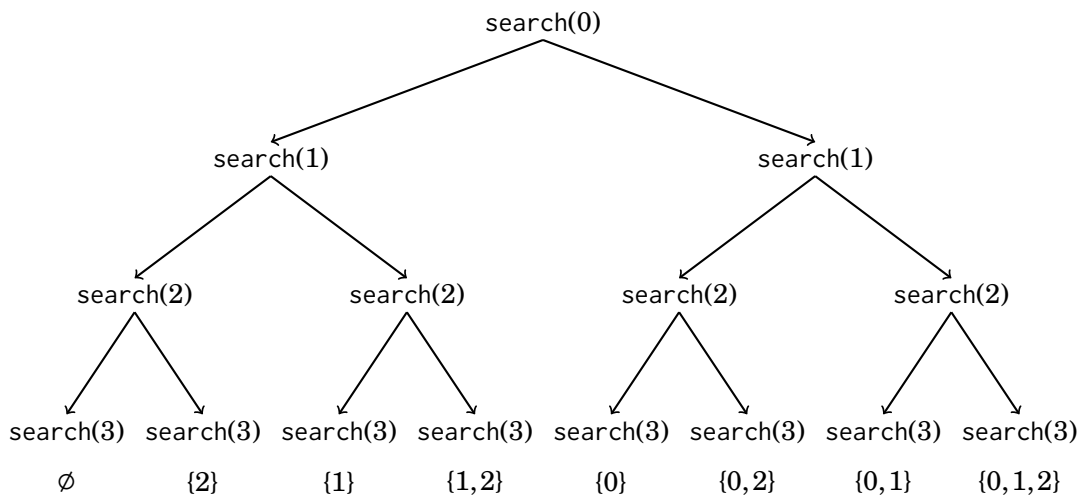 search(0)
search(1) search(1)
search(2) search(2) search(2) search(2)
search(3) search(3) search(3) search(3) search(3) search(3) search(3) search(3)
∅ {2} {1} {1,2} {0} {0,2} {0,1} {0,1,2}